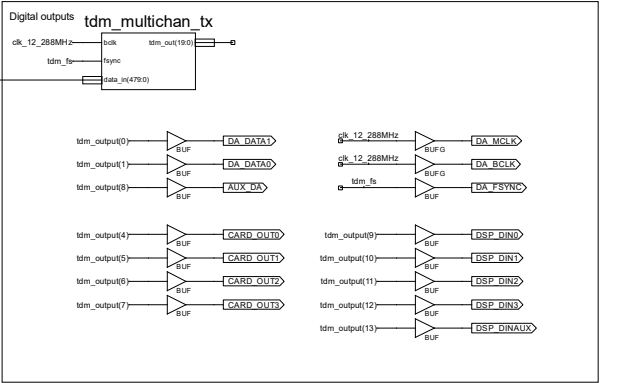 Digital outputs
tdm_multichan_tx
clk_12_288MHz
bclk
tdm_out(19:0)
tdm_fs
fsync
data_in(479:0)
tdm_output(0)
BUF
DA_DATA1
clk_12_288MHz
BUFG
DA_MCLK
tdm_output(1)
BUF
DA_DATA0
clk_12_288MHz
BUFG
DA_BCLK
tdm_output(8)
BUF
AUX_DA
tdm_fs
BUF
DA_FSYNC
tdm_output(4)
BUF
CARD_OUT0
tdm_output(9)
BUF
DSP_DIN0
tdm_output(5)
BUF
CARD_OUT1
tdm_output(10)
BUF
DSP_DIN1
tdm_output(6)
BUF
CARD_OUT2
tdm_output(11)
BUF
DSP_DIN2
tdm_output(7)
BUF
CARD_OUT3
tdm_output(12)
BUF
DSP_DIN3
tdm_output(13)
BUF
DSP_DINAUX